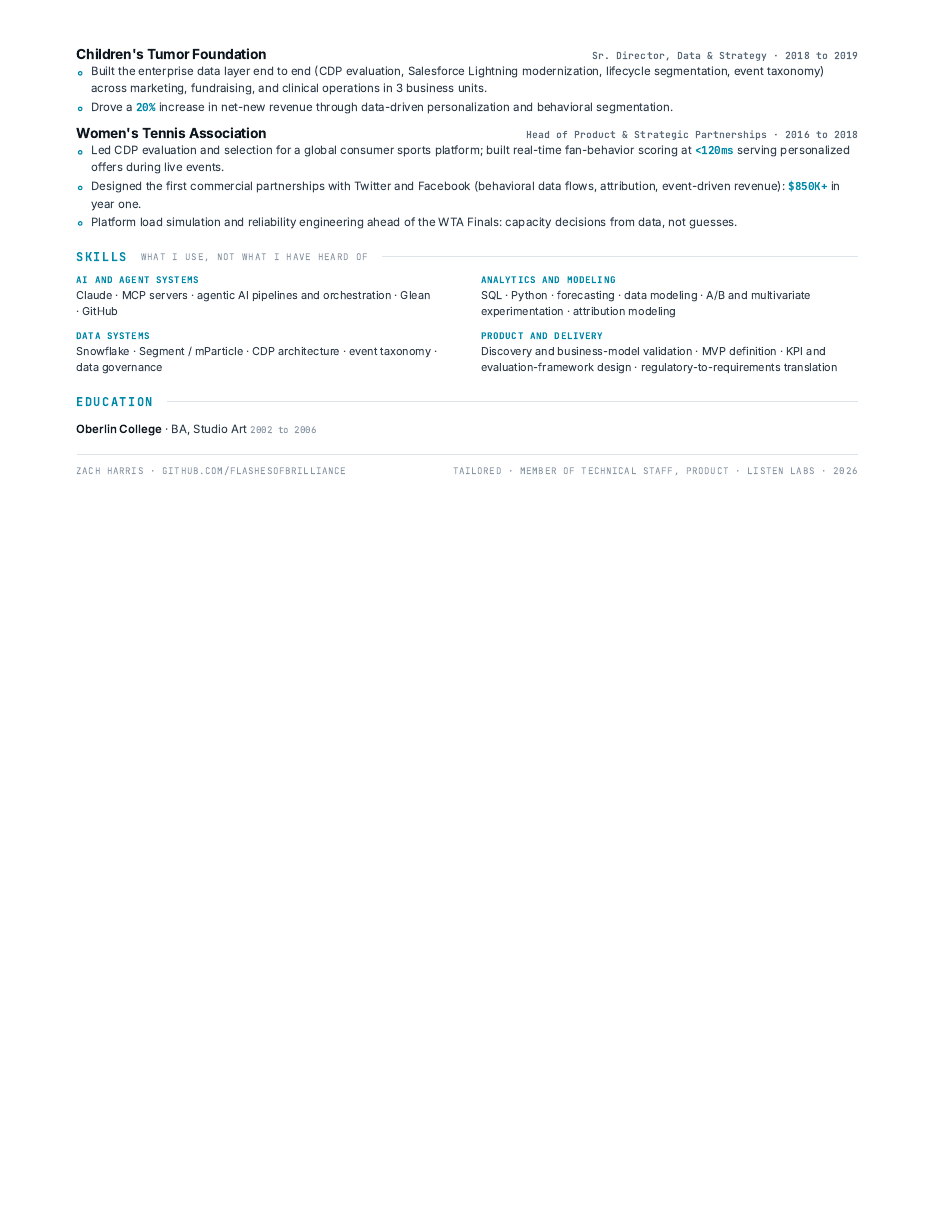 Children's Tumor Foundation Sr. Director, Data & Strategy · 2018 to 2019
Built the enterprise data layer end to end (CDP evaluation, Salesforce Lightning modernization, lifecycle segmentation, event taxonomy)
across marketing, fundraising, and clinical operations in 3 business units.
Drove a 20% increase in net-new revenue through data-driven personalization and behavioral segmentation.
Women's Tennis Association Head of Product & Strategic Partnerships · 2016 to 2018
Led CDP evaluation and selection for a global consumer sports platform; built real-time fan-behavior scoring at <120ms serving personalized
offers during live events.
Designed the first commercial partnerships with Twitter and Facebook (behavioral data flows, attribution, event-driven revenue): $850K+ in
year one.
Platform load simulation and reliability engineering ahead of the WTA Finals: capacity decisions from data, not guesses.
SKILLS WHAT I USE, NOT WHAT I HAVE HEARD OF
AI AND AGENT SYSTEMS
Claude · MCP servers · agentic AI pipelines and orchestration · Glean
· GitHub
ANALYTICS AND MODELING
SQL · Python · forecasting · data modeling · A/B and multivariate
experimentation · attribution modeling
DATA SYSTEMS
Snowflake · Segment / mParticle · CDP architecture · event taxonomy ·
data governance
PRODUCT AND DELIVERY
Discovery and business-model validation · MVP definition · KPI and
evaluation-framework design · regulatory-to-requirements translation
EDUCATION
Oberlin College · BA, Studio Art 2002 to 2006
ZACH HARRIS · GITHUB.COM/FLASHESOFBRILLIANCE TAILORED · MEMBER OF TECHNICAL STAFF, PRODUCT · LISTEN LABS · 2026